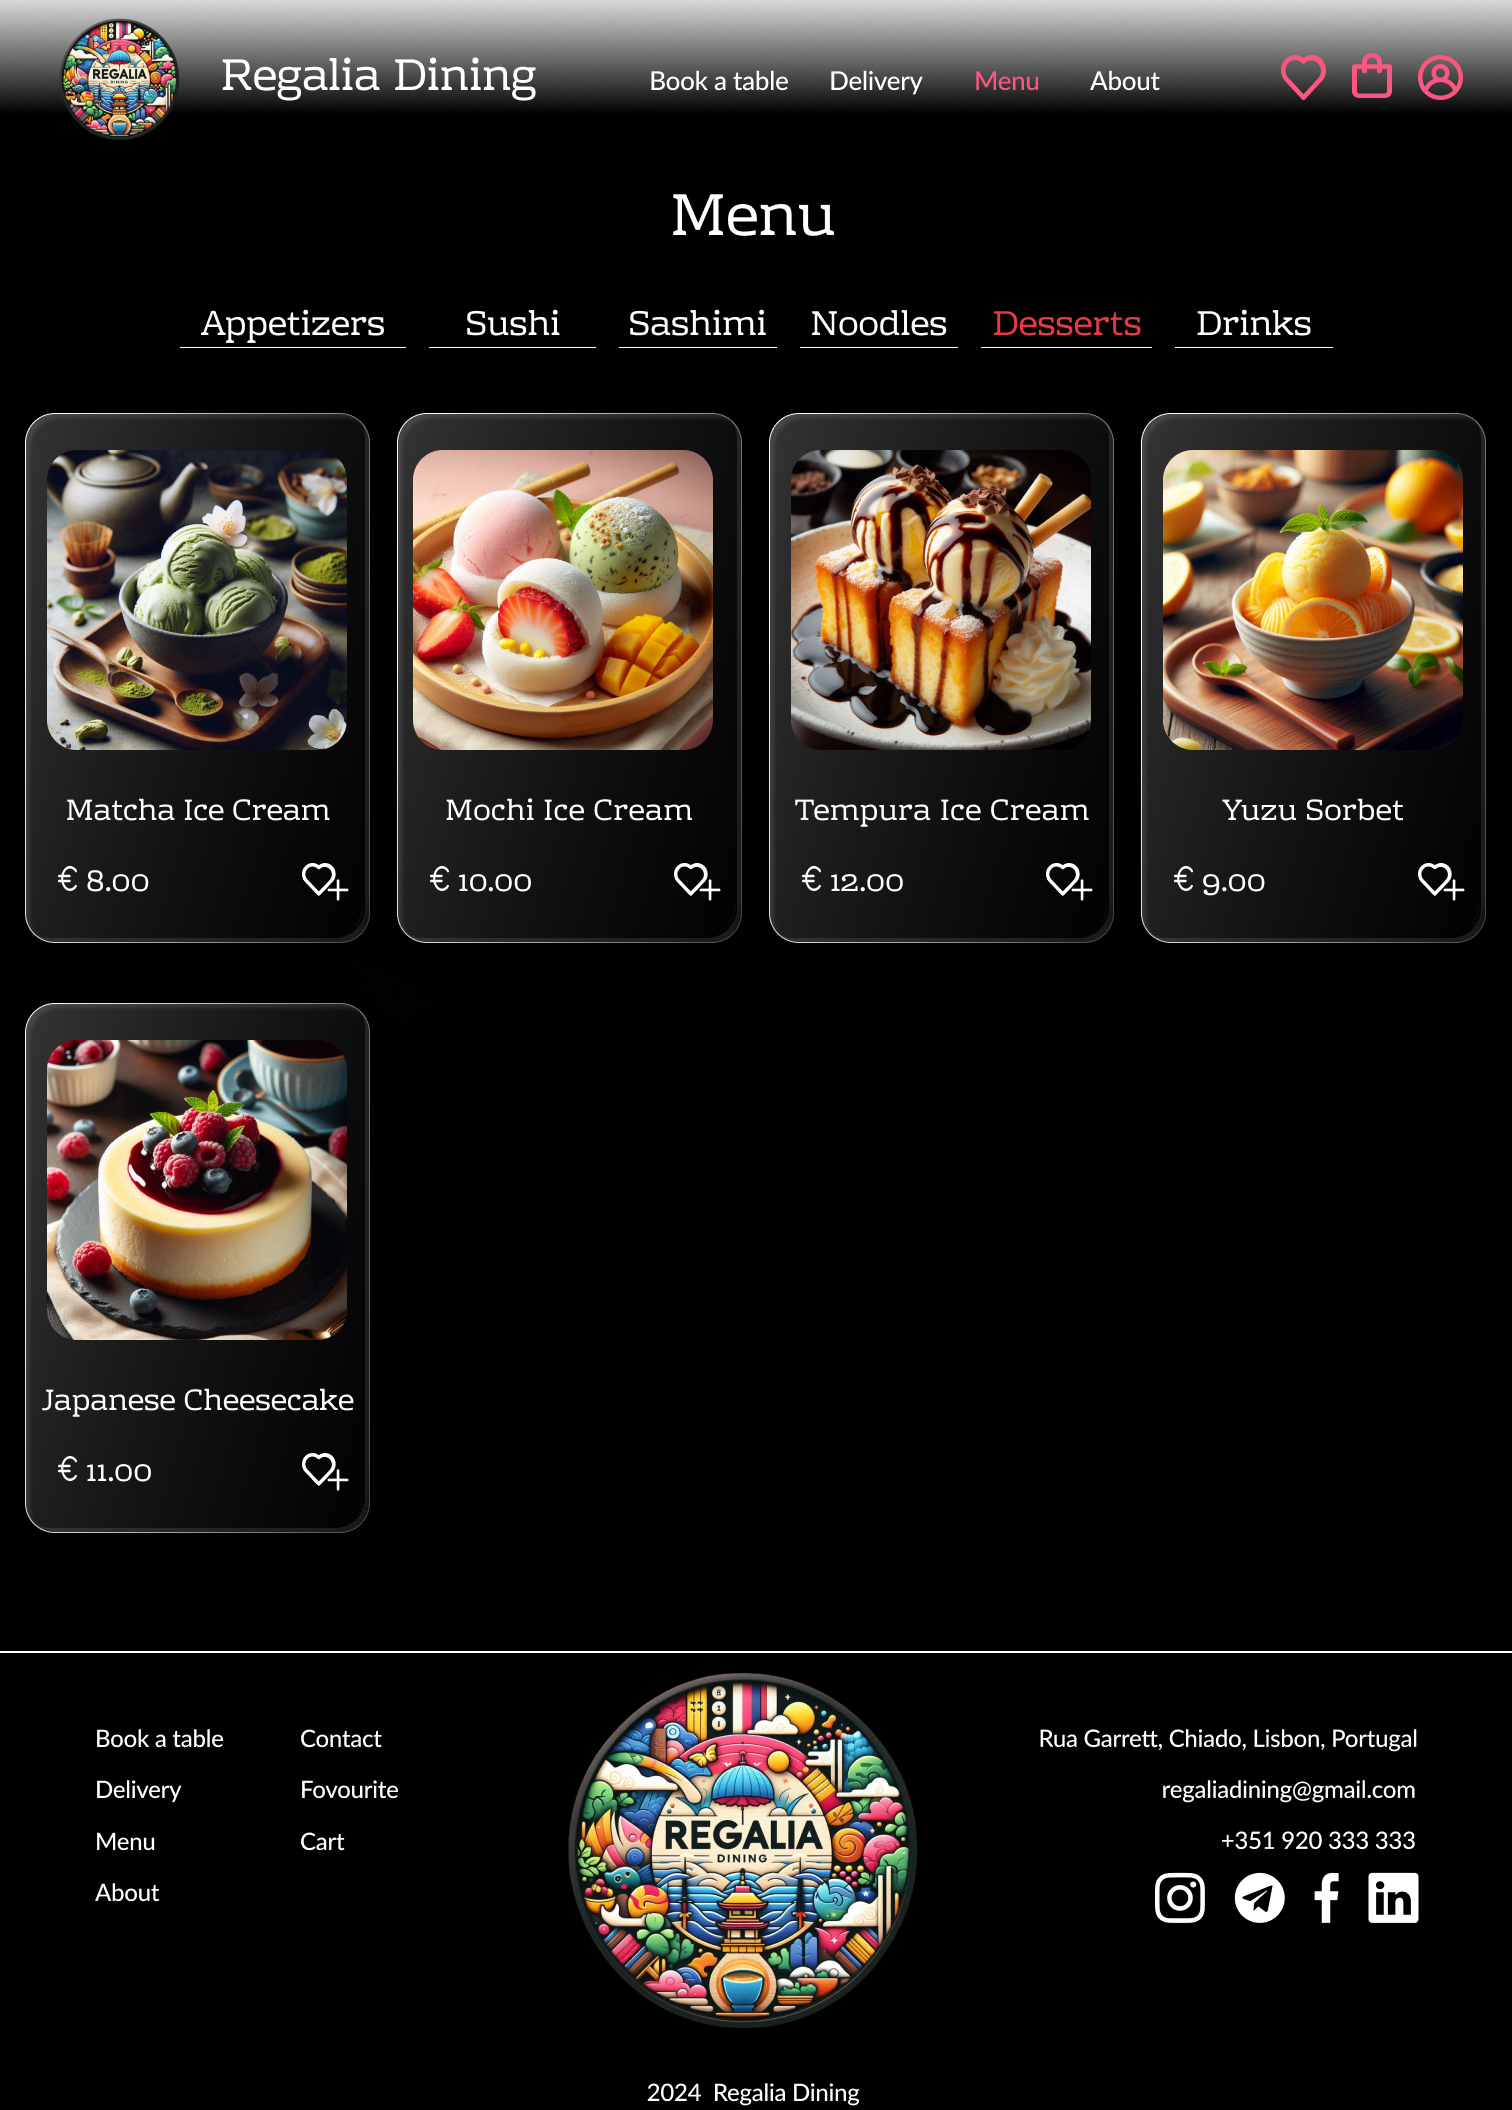 REGALIA
DINING
Regalia Dining
Book a table
Delivery
Menu
About
Menu
Appetizers
Sushi
Sashimi
Noodles
Desserts
Drinks
Matcha Ice Cream
€ 8.00
Mochi Ice Cream
€ 10.00
Tempura Ice Cream
€ 12.00
Yuzu Sorbet
€ 9.00
Japanese Cheesecake
€ 11.00
Book a table
Delivery
Menu
About
Contact
Fovourite
Cart
REGALIA
DINING
Rua Garrett, Chiado, Lisbon, Portugal
regaliadining@gmail.com
+351 920 333 333
2024 Regalia Dining